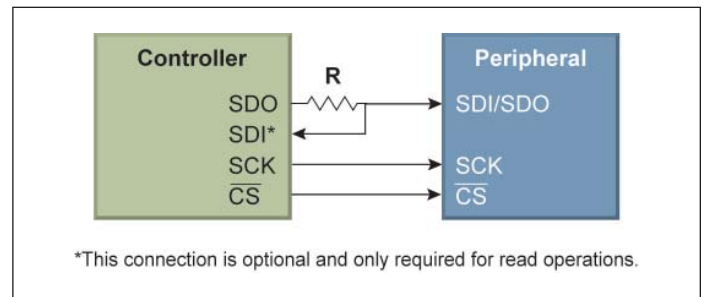 Controller
R
Peripheral
SDO
SDI/SDO
SDI*
SCK
SCK
CS
CS
*This connection is optional and only required for read operations.